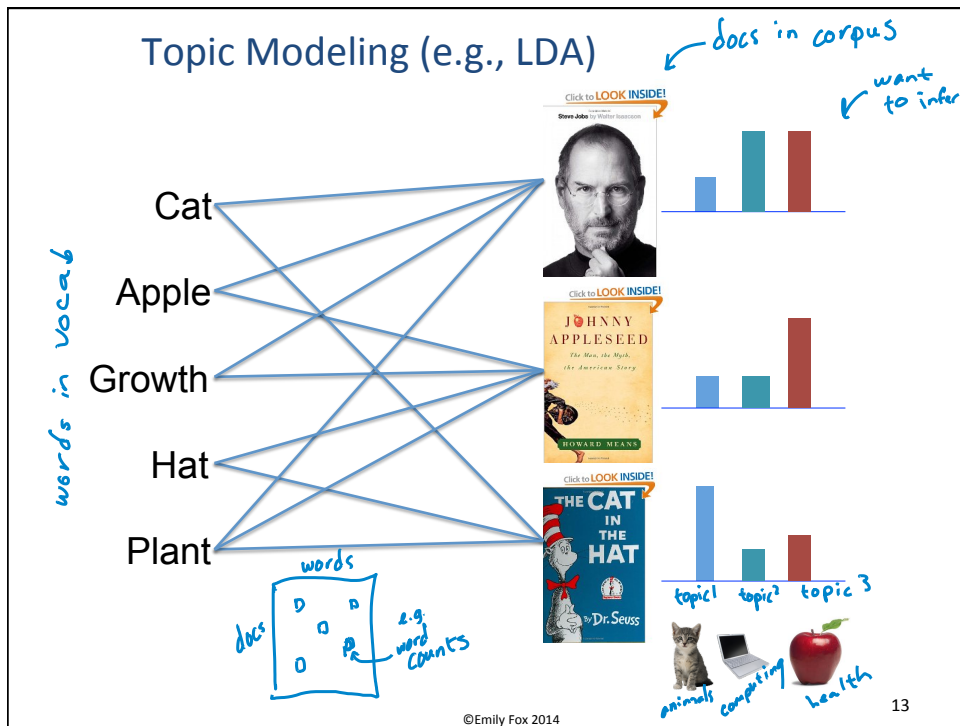 Topic Modeling (e.g., LDA)
docs in corpus
want
to infer
Click to LOOK INSIDE!
Steve Jobs by Walter Isaacson
Cat
Apple
Growth
Hat
Plant
words in vocab
Click to LOOK INSIDE!
JOHNNY
APPLESEED
The Man, the Myth,
the American Story
HOWARD MEANS
Click to LOOK INSIDE!
THE CAT
IN
THE
HAT
By Dr. Seuss
topic1 topic2 topic 3
animals computing health
words
docs
e.g.
word
counts
©Emily Fox 2014
13